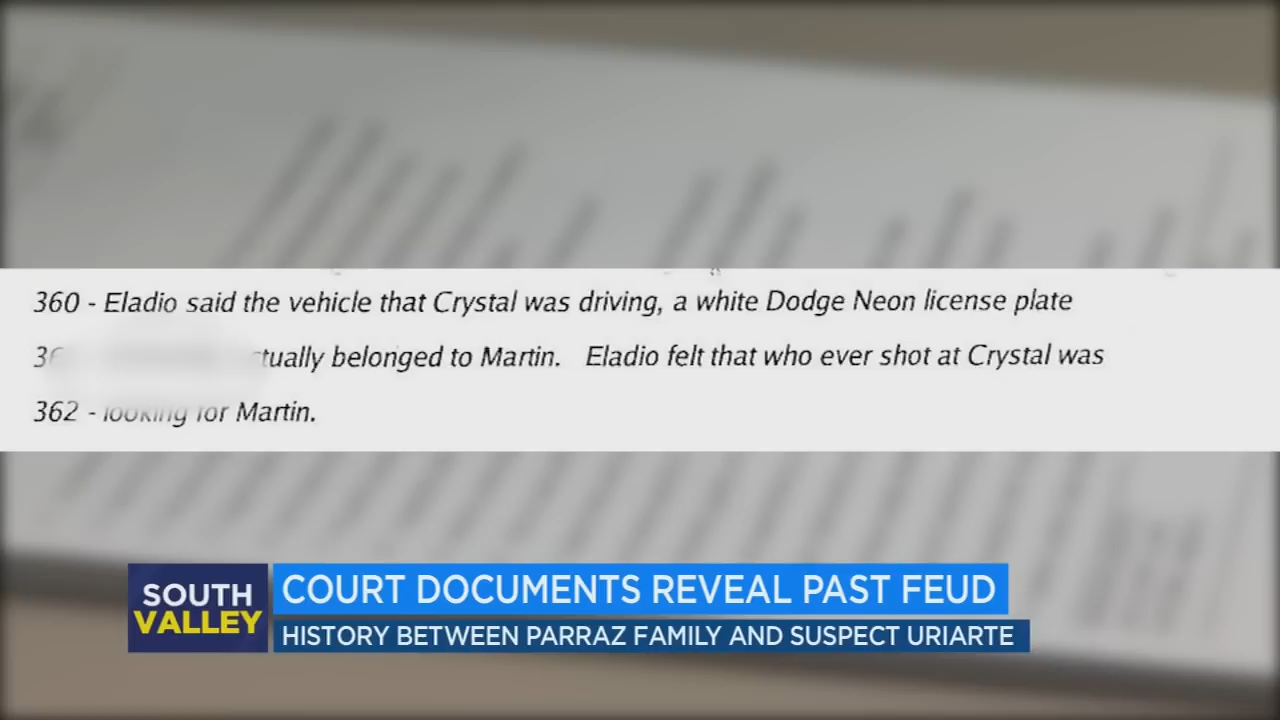 360 - Eladio said the vehicle that Crystal was driving, a white Dodge Neon license plate
tually belonged to Martin. Eladio felt that who ever shot at Crystal was
362 - looking for Martin.
SOUTH VALLEY
COURT DOCUMENTS REVEAL PAST FEUD
HISTORY BETWEEN PARRAZ FAMILY AND SUSPECT URIARTE